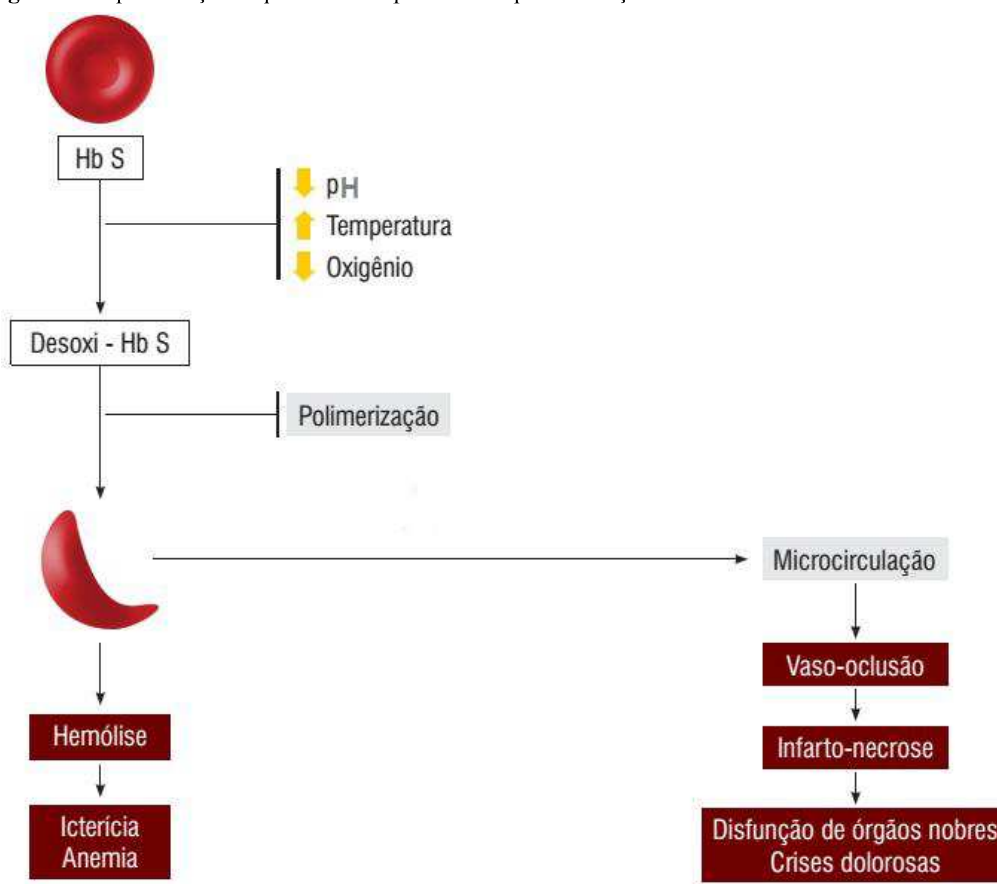 Hb S
pH
Temperatura
Oxigênio
Desoxi - Hb S
Polimerização
Microcirculação
Vaso-oclusão
Hemólise
Infarto-necrose
Icterícia
Anemia
Disfunção de órgãos nobres
Crises dolorosas